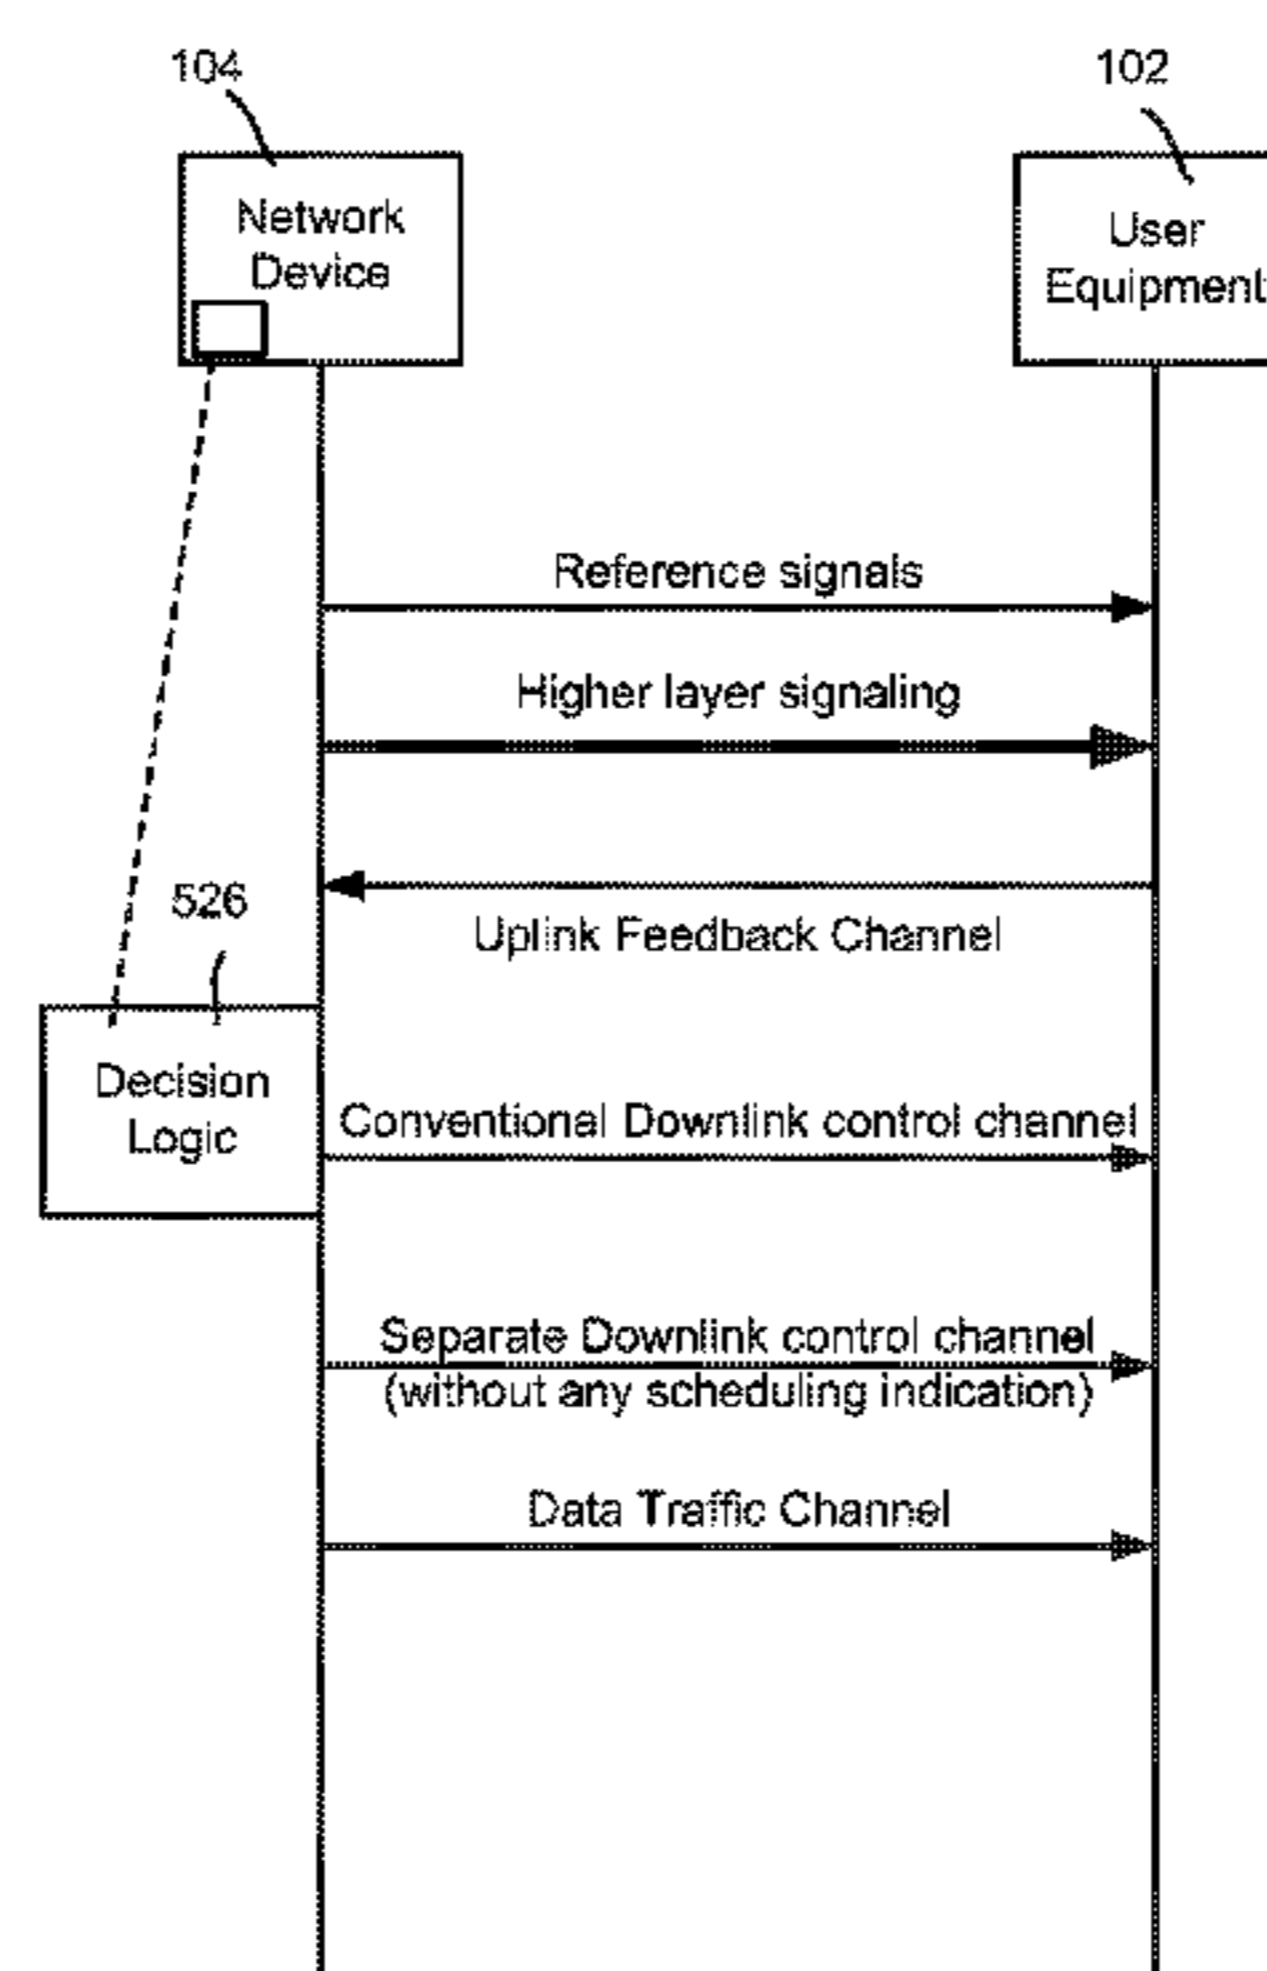 104
102
Network
Device
User
Equipment
Reference signals
Higher layer signaling
Uplink Feedback Channel
526
Decision
Logic
Conventional Downlink control channel
Separate Downlink control channel
(without any scheduling indication)
Data Traffic Channel